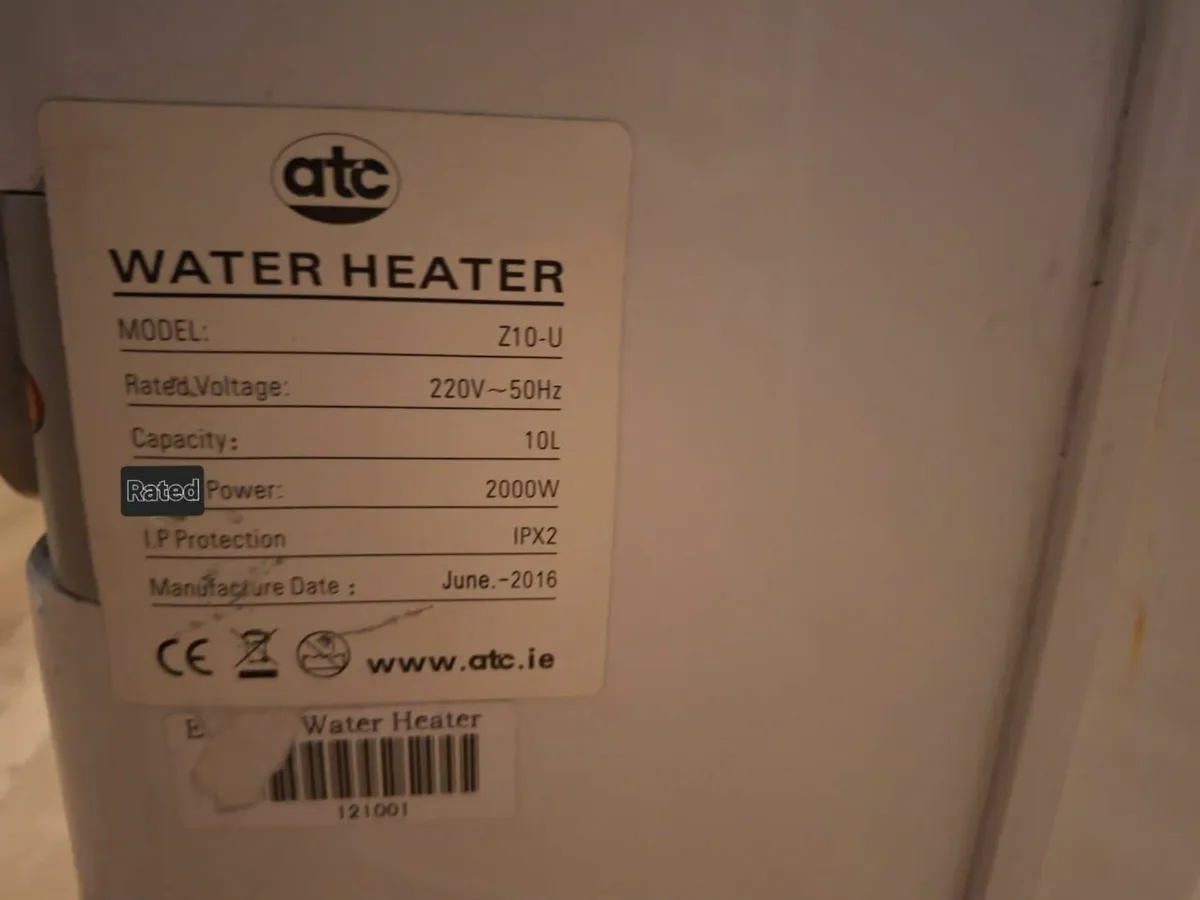 atc
WATER HEATER
MODEL: Z10-U
Rated Voltage: 220V~50Hz
Capacity: 10L
Rated Power: 2000W
I.P Protection IPX2
Manufacture Date : June.-2016
CE www.atc.ie
Water Heater
121001